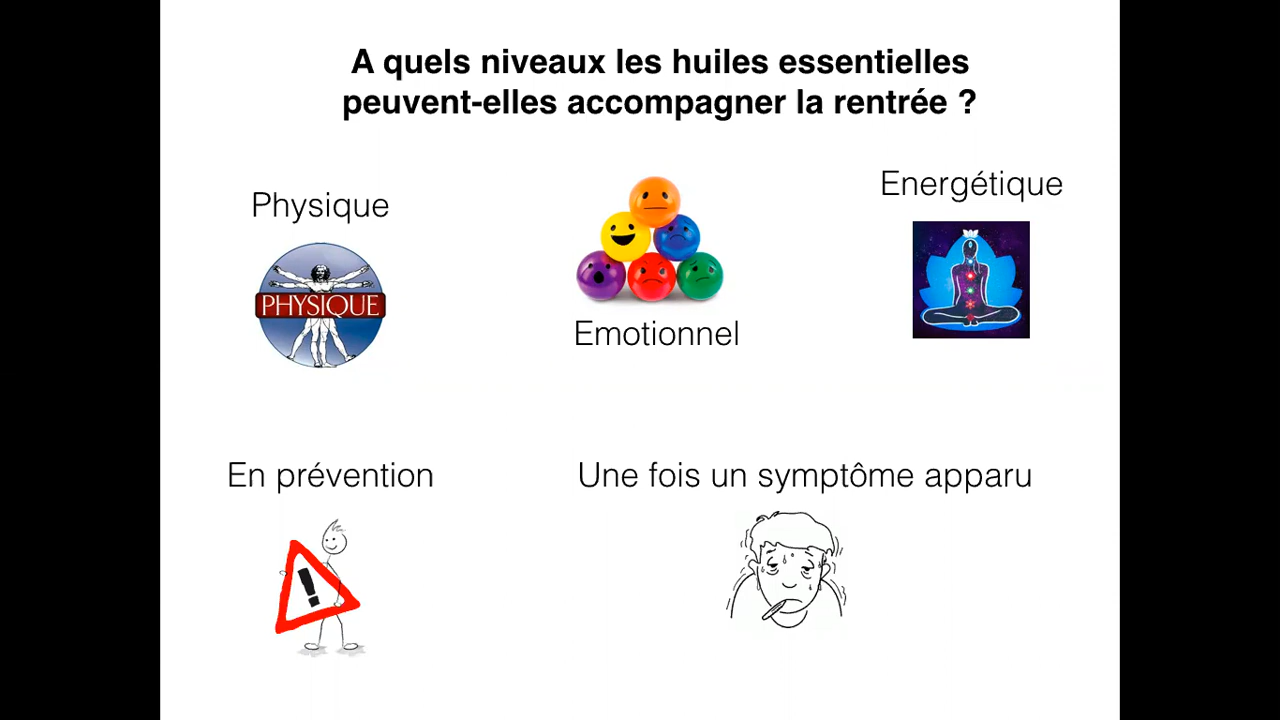 A quels niveaux les huiles essentielles
peuvent-elles accompagner la rentrée ?
Physique
PHYSIQUE
Emotionnel
Energétique
En prévention
!
Une fois un symptôme apparu